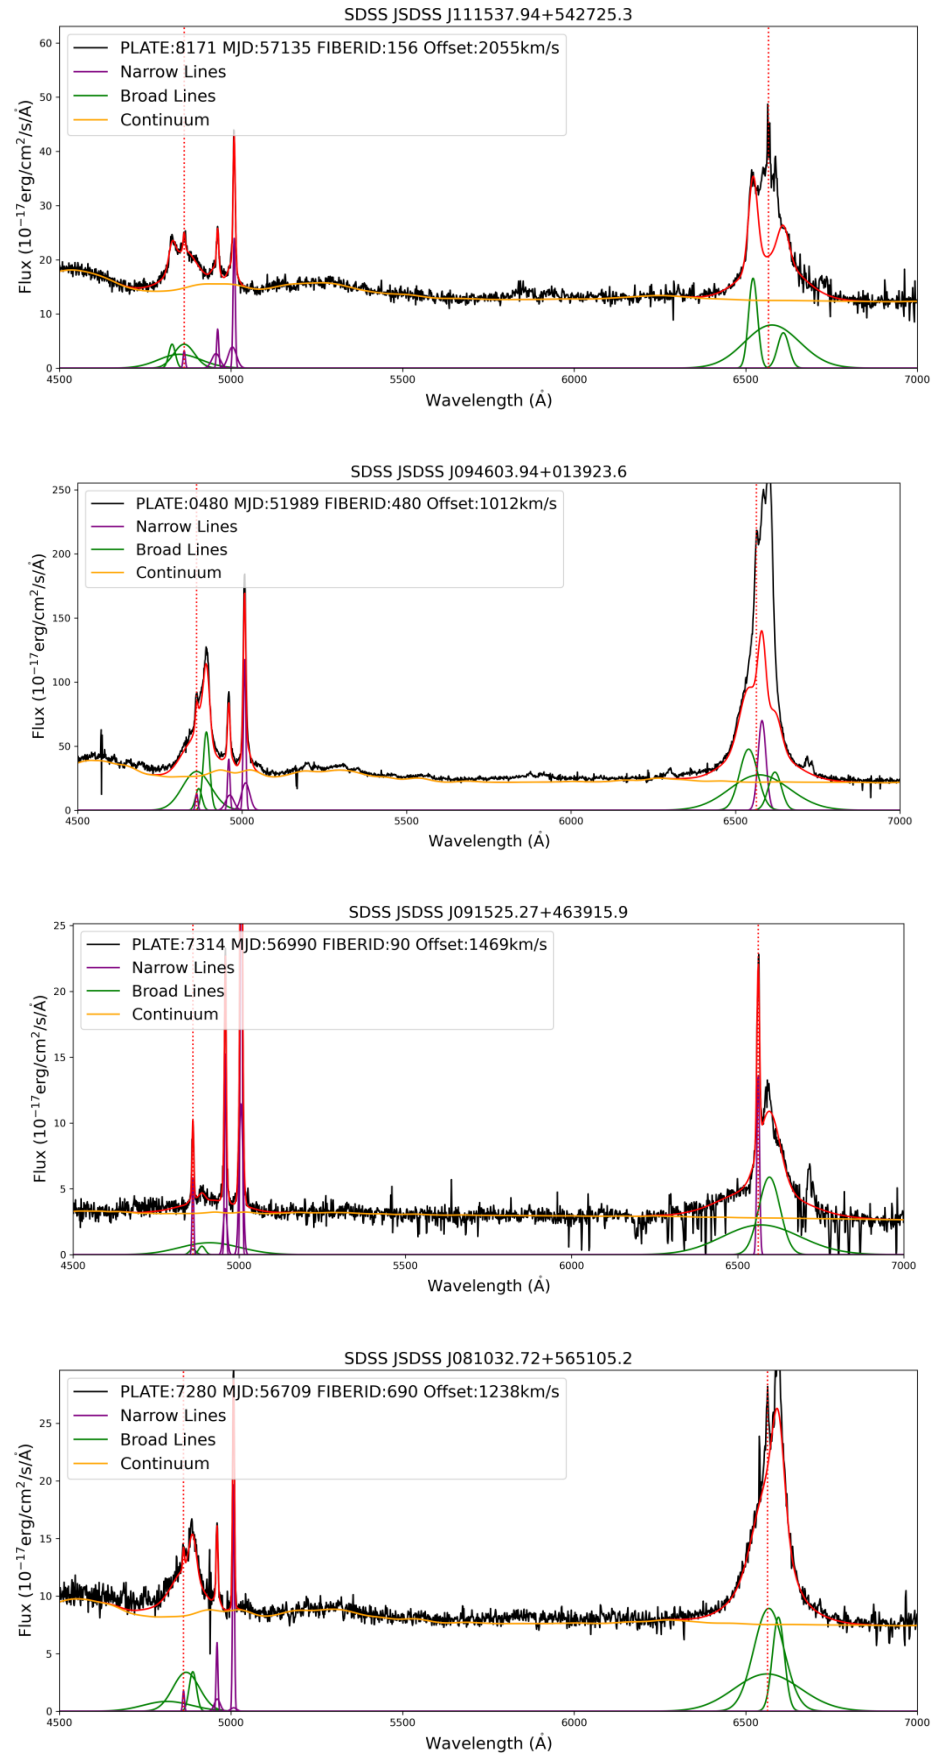 SDSS JSDSS J111537.94+542725.3
PLATE:8171 MJD:57135 FIBERID:156 Offset:2055km/s
Narrow Lines
Broad Lines
Continuum
Flux (10⁻¹⁷erg/cm²/s/Å)
60
50
40
30
20
10
0
4500 5000 5500 6000 6500 7000
Wavelength (Å)
SDSS JSDSS J094603.94+013923.6
PLATE:0480 MJD:51989 FIBERID:480 Offset:1012km/s
Narrow Lines
Broad Lines
Continuum
Flux (10⁻¹⁷erg/cm²/s/Å)
250
200
150
100
50
0
4500 5000 5500 6000 6500 7000
Wavelength (Å)
SDSS JSDSS J091525.27+463915.9
PLATE:7314 MJD:56990 FIBERID:90 Offset:1469km/s
Narrow Lines
Broad Lines
Continuum
Flux (10⁻¹⁷erg/cm²/s/Å)
25
20
15
10
5
0
4500 5000 5500 6000 6500 7000
Wavelength (Å)
SDSS JSDSS J081032.72+565105.2
PLATE:7280 MJD:56709 FIBERID:690 Offset:1238km/s
Narrow Lines
Broad Lines
Continuum
Flux (10⁻¹⁷erg/cm²/s/Å)
25
20
15
10
5
0
4500 5000 5500 6000 6500 7000
Wavelength (Å)